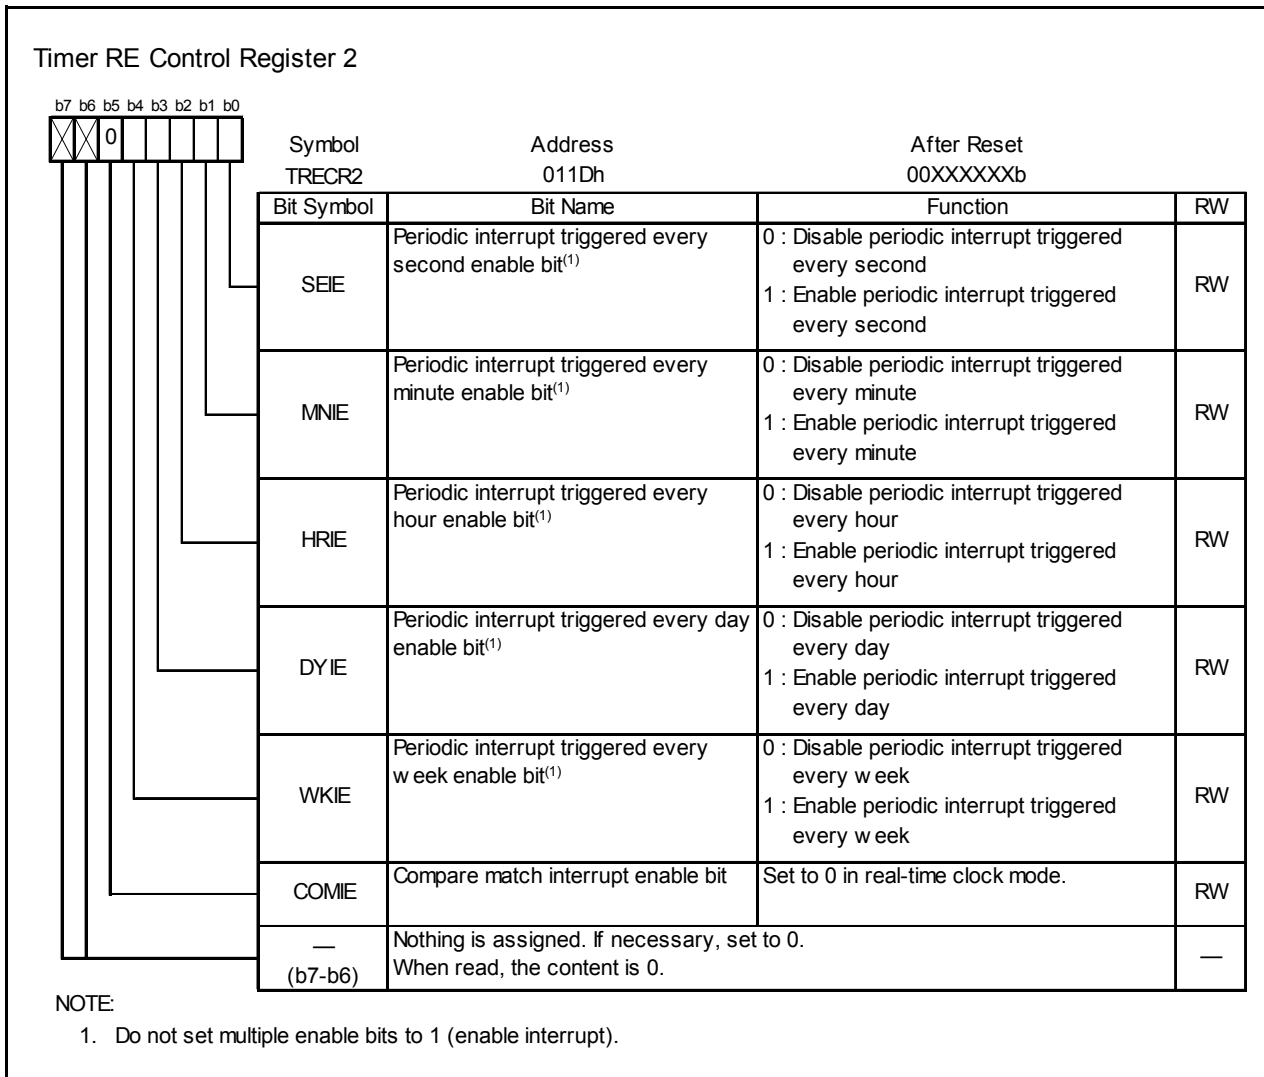 Timer RE Control Register 2
b7 b6 b5 b4 b3 b2 b1 b0
0
Symbol Address After Reset
TRECR2 011Dh 00XXXXXXb
Bit Symbol Bit Name Function RW
SEIE
Periodic interrupt triggered every
second enable bit(1)
0 : Disable periodic interrupt triggered
every second
1 : Enable periodic interrupt triggered
every second
RW
MNIE
Periodic interrupt triggered every
minute enable bit(1)
0 : Disable periodic interrupt triggered
every minute
1 : Enable periodic interrupt triggered
every minute
RW
HRIE
Periodic interrupt triggered every
hour enable bit(1)
0 : Disable periodic interrupt triggered
every hour
1 : Enable periodic interrupt triggered
every hour
RW
DYIE
Periodic interrupt triggered every day
enable bit(1)
0 : Disable periodic interrupt triggered
every day
1 : Enable periodic interrupt triggered
every day
RW
WKIE
Periodic interrupt triggered every
week enable bit(1)
0 : Disable periodic interrupt triggered
every week
1 : Enable periodic interrupt triggered
every week
RW
COMIE
Compare match interrupt enable bit
Set to 0 in real-time clock mode.
RW
—
(b7-b6)
Nothing is assigned. If necessary, set to 0.
When read, the content is 0.
—
NOTE:
1. Do not set multiple enable bits to 1 (enable interrupt).